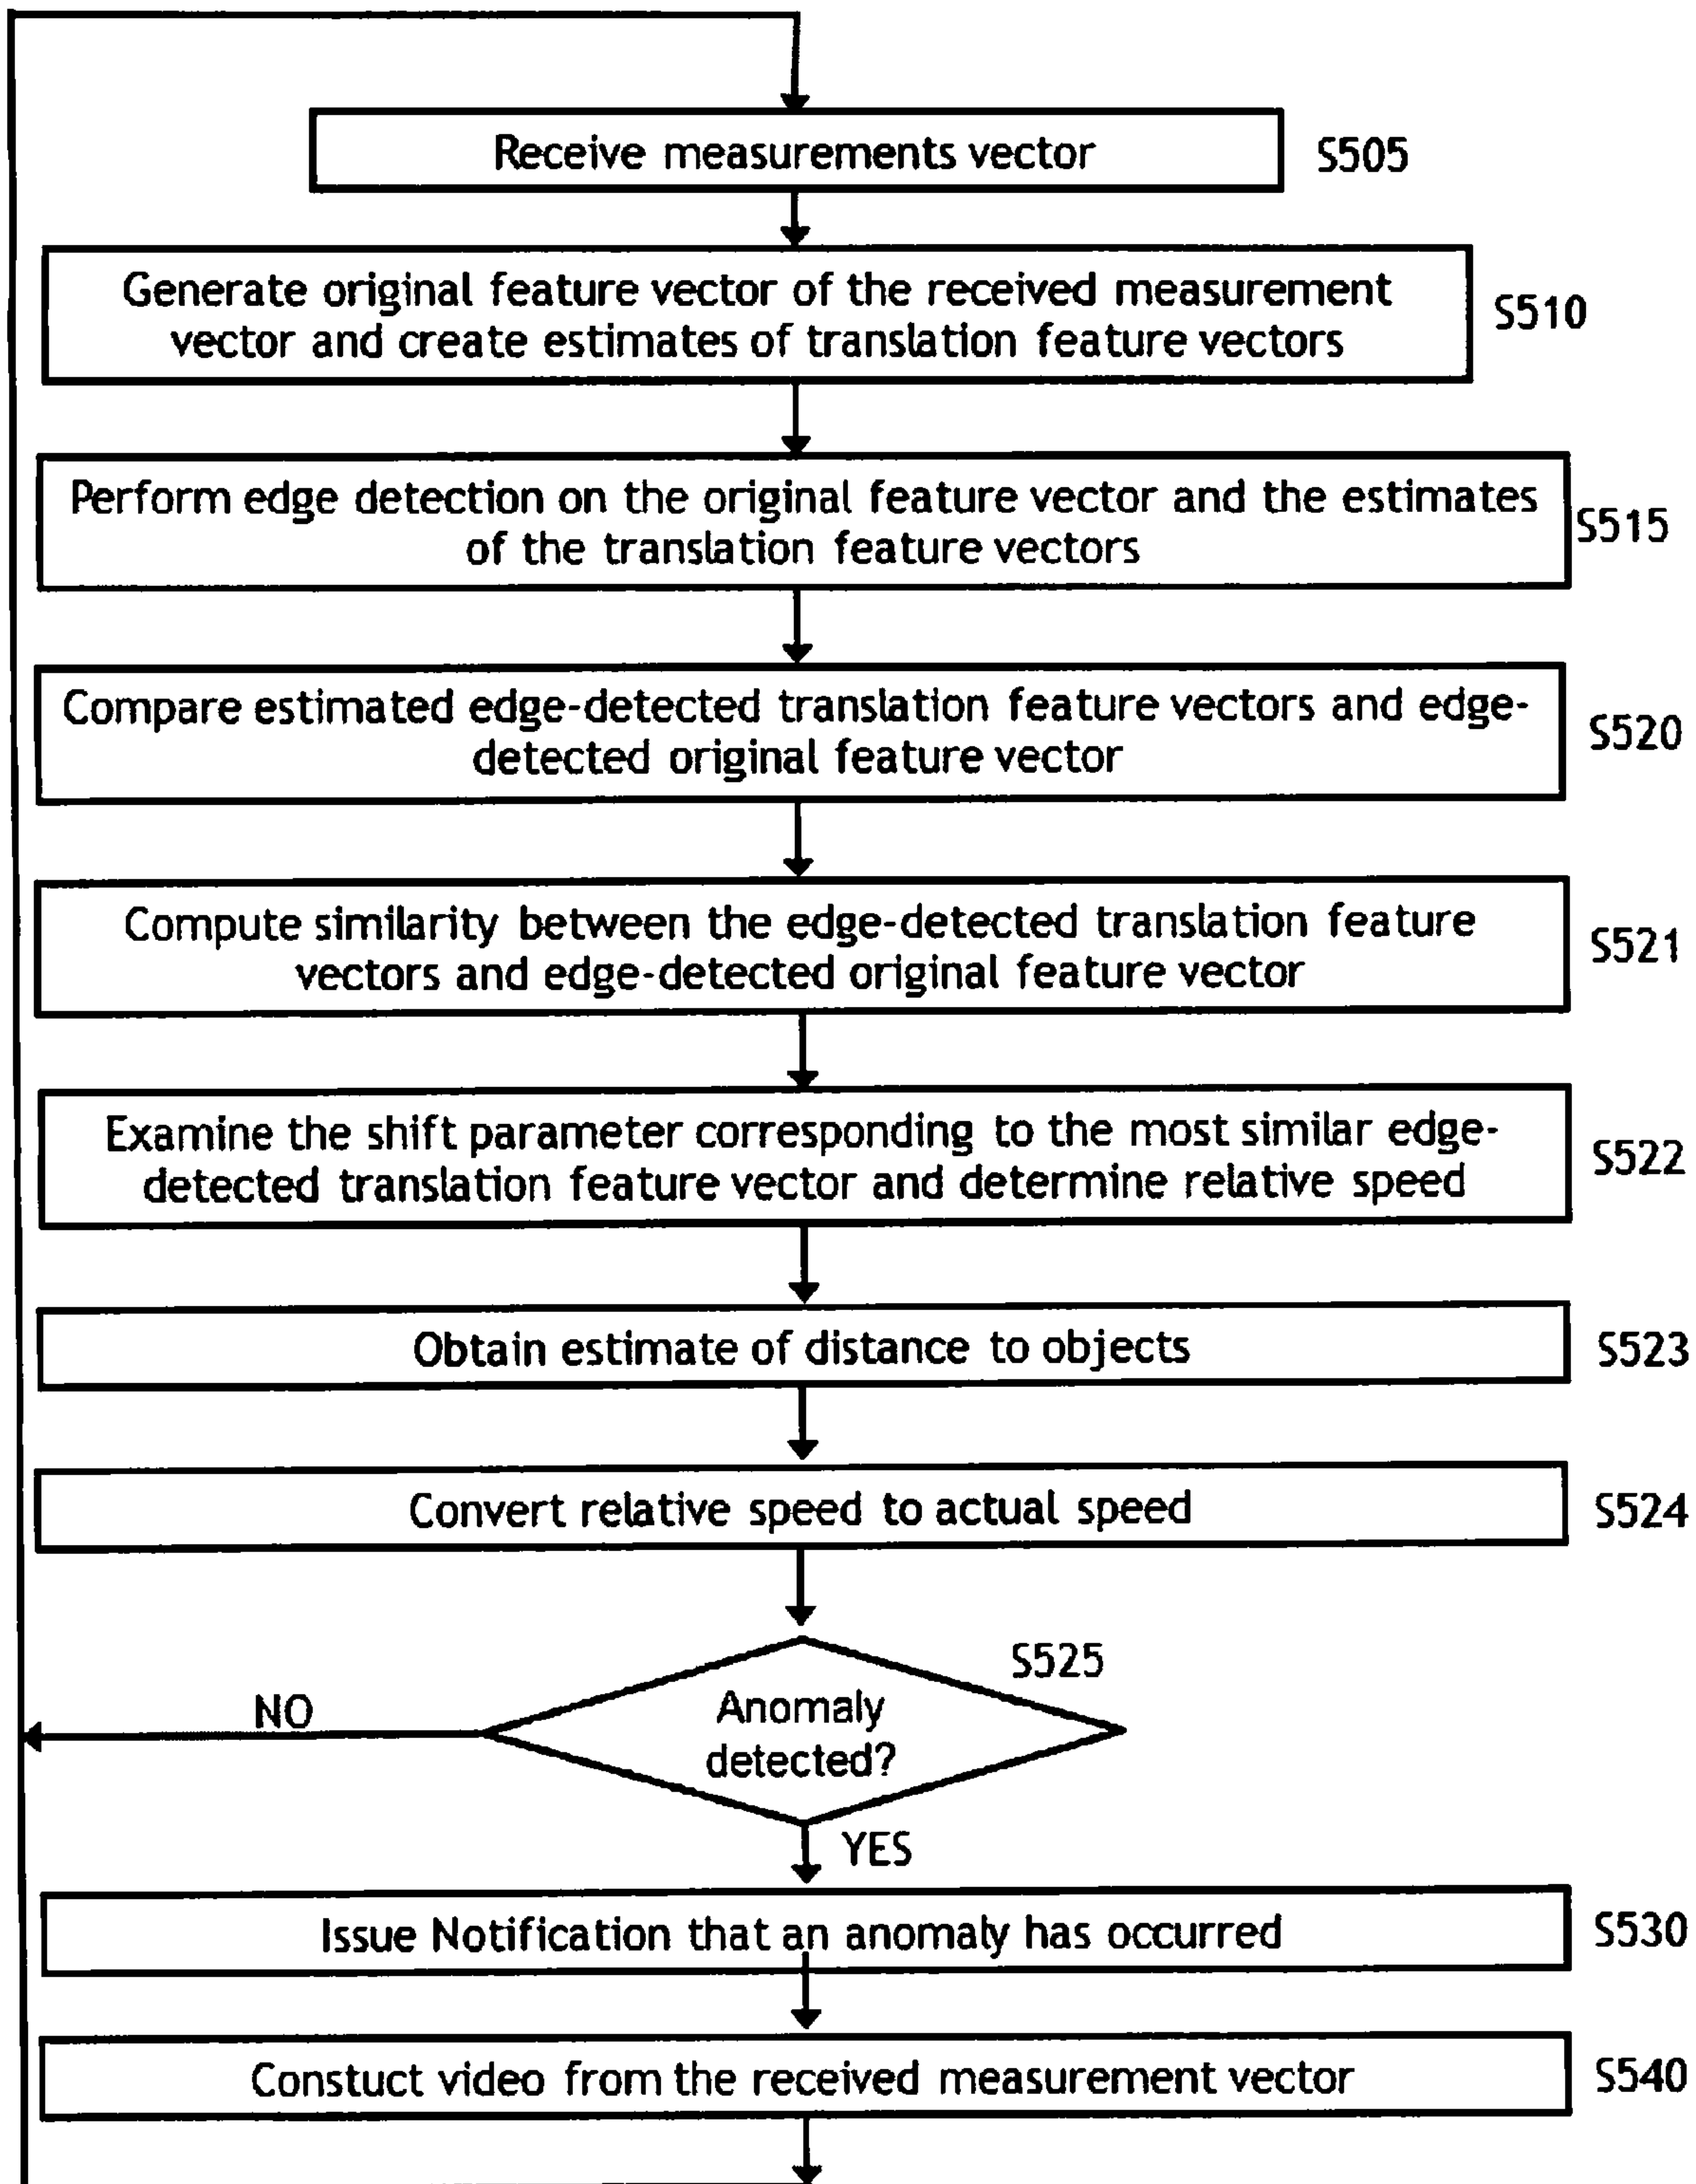 Receive measurements vector
S505
Generate original feature vector of the received measurement
vector and create estimates of translation feature vectors
S510
Perform edge detection on the original feature vector and the estimates
of the translation feature vectors
S515
Compare estimated edge-detected translation feature vectors and edge-
detected original feature vector
S520
Compute similarity between the edge-detected translation feature
vectors and edge-detected original feature vector
S521
Examine the shift parameter corresponding to the most similar edge-
detected translation feature vector and determine relative speed
S522
Obtain estimate of distance to objects
S523
Convert relative speed to actual speed
S524
S525
Anomaly
detected?
NO
YES
Issue Notification that an anomaly has occurred
S530
Constuct video from the received measurement vector
S540